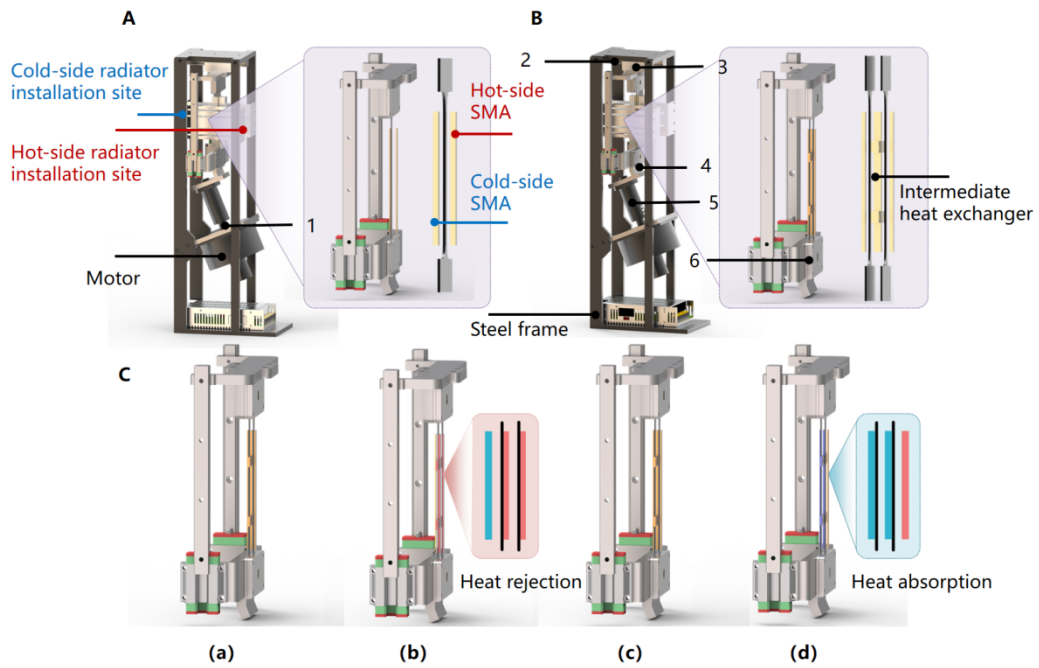 A
B
Cold-side radiator
installation site
Hot-side radiator
installation site
Hot-side
SMA
Cold-side
SMA
1
Motor
2
3
4
5
6
Intermediate
heat exchanger
Steel frame
C
Heat rejection
Heat absorption
(a)
(b)
(c)
(d)